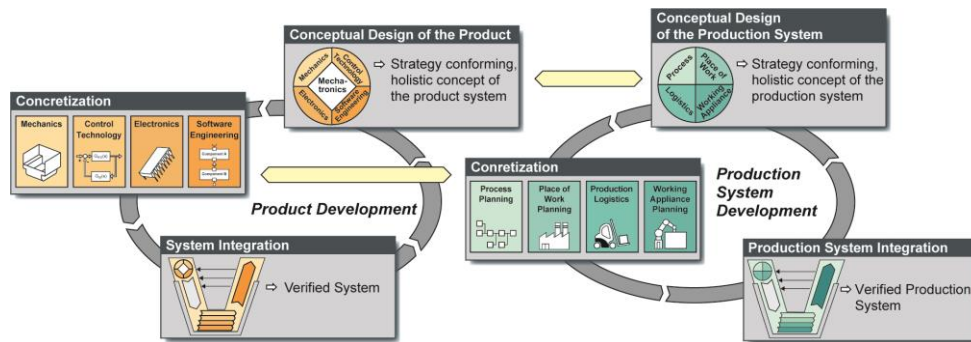 Conceptual Design of the Product
Mechanics
Control
Technology
Mecha-
tronics
Electronics
Software
Engineering
⇨ Strategy conforming,
holistic concept of
the product system
Concretization
Mechanics
Control
Technology
Electronics
Software
Engineering
Product Development
System Integration
⇨ Verified System
Conceptual Design
of the Production System
Process
Place of
Work
Logistics
Working
Appliance
⇨ Strategy conforming,
holistic concept of the
production system
Conretization
Process
Planning
Place of
Work
Planning
Production
Logistics
Working
Appliance
Planning
Production
System
Development
Production System Integration
⇨ Verified Production
System